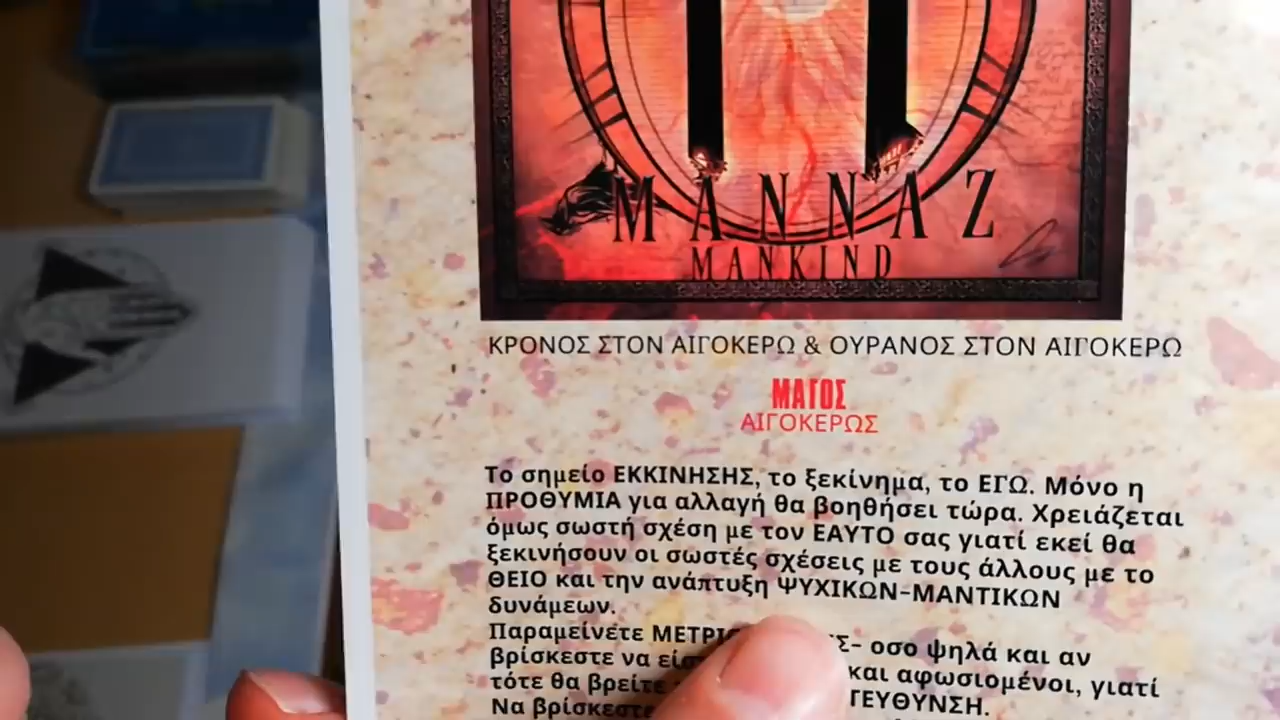 MANNAZ
MANKIND
ΚΡΟΝΟΣ ΣΤΟΝ ΑΙΓΟΚΕΡΩ & ΟΥΡΑΝΟΣ ΣΤΟΝ ΑΙΓΟΚΕΡΩ
ΜΑΓΟΣ
ΑΙΓΟΚΕΡΩΣ
Το σημείο ΕΚΚΙΝΗΣΗΣ, το ξεκίνημα, το ΕΓΩ. Μόνο η
ΠΡΟΘΥΜΙΑ για αλλαγή θα βοηθήσει τώρα. Χρειάζεται
όμως σωστή σχέση με τον ΕΑΥΤΟ σας γιατί εκεί θα
ξεκινήσουν οι σωστές σχέσεις με τους άλλους με το
ΘΕΙΟ και την ανάπτυξη ΨΥΧΙΚΩΝ-ΜΑΝΤΙΚΩΝ
δυνάμεων.
Παραμείνετε - οσο ψηλά και αν
βρίσκεστε να και αφωσιομένοι, γιατί
τότε θα βρείτε
Να βρίσκεστε